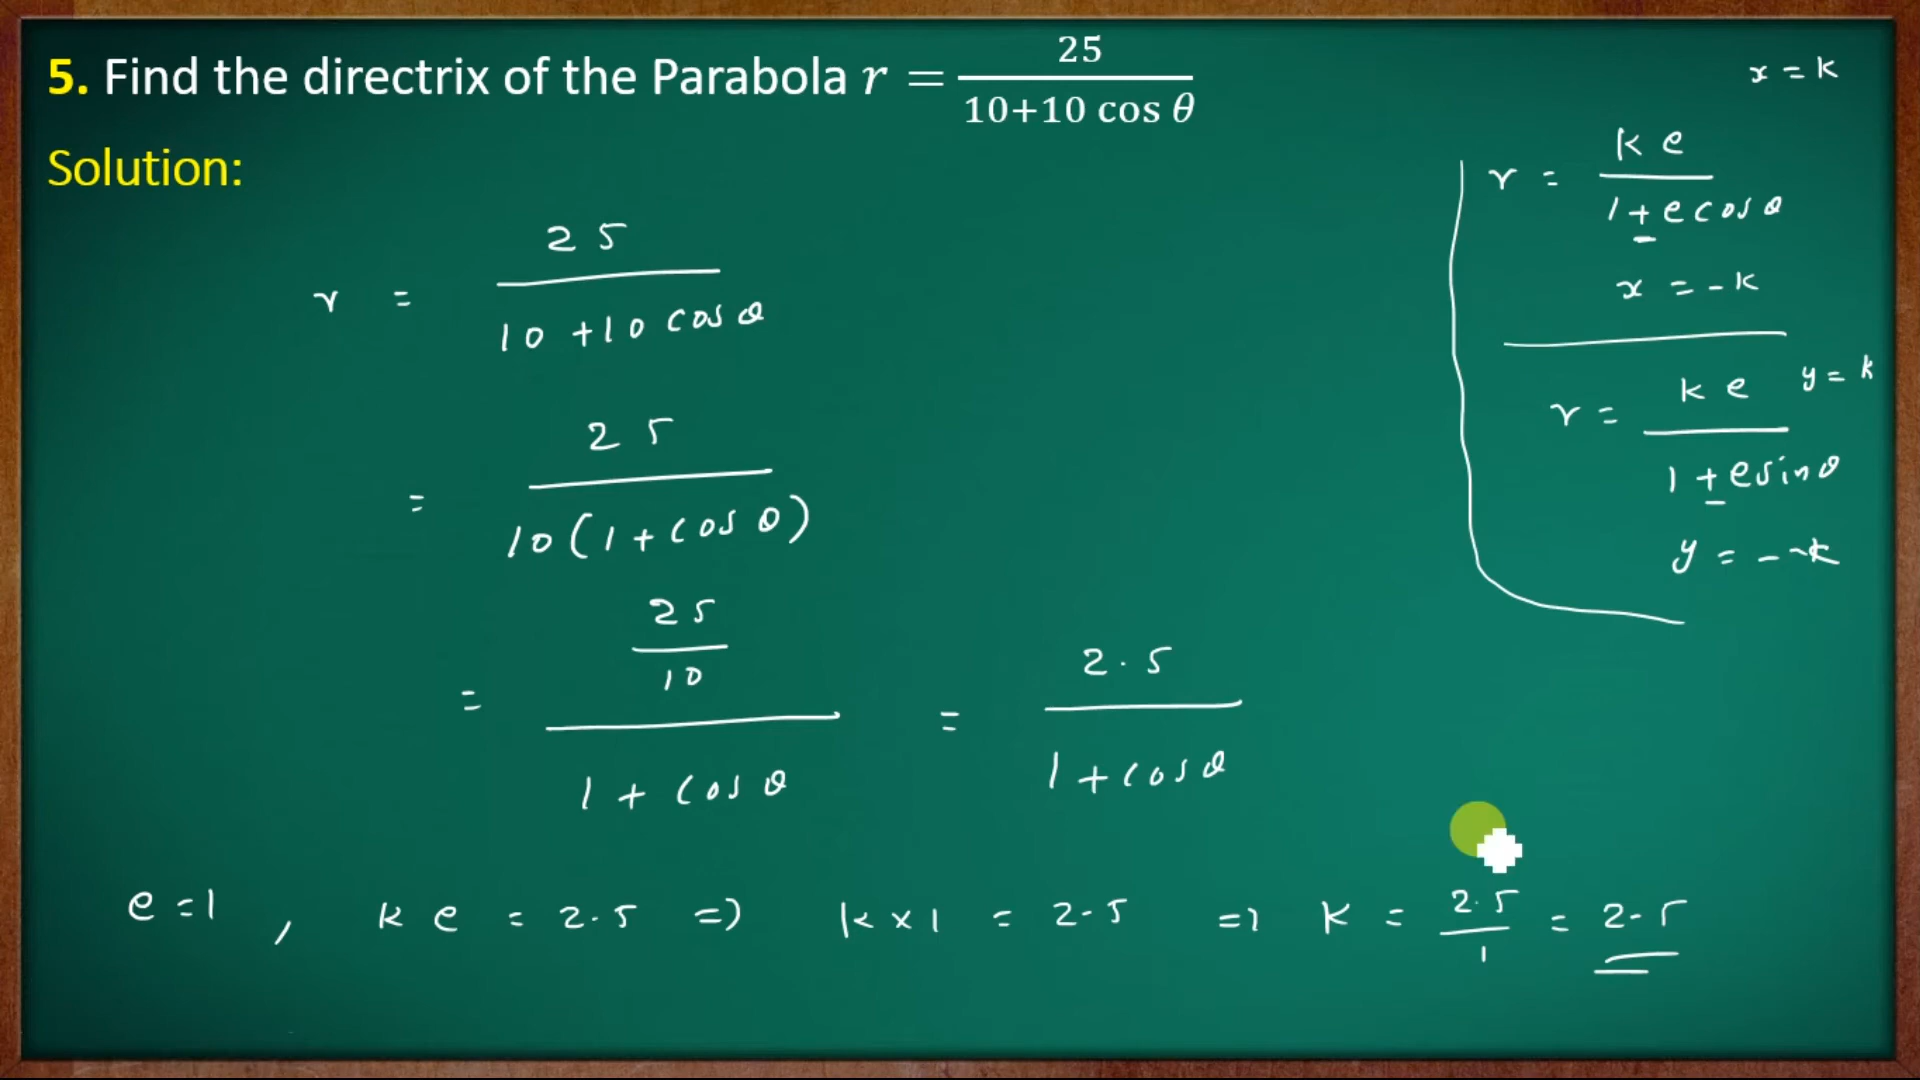 5. Find the directrix of the Parabola r = 25/(10+10 cos θ)
x = k
Solution:
r = ke/(1 ± e cos θ)
x = -k
r = ke/(1 ± e sin θ)
y = k
y = --k
r = 25/(10 + 10 cos θ)
= 25/(10(1 + cos θ))
= (25/10)/(1 + cos θ) = 2.5/(1 + cos θ)
e = 1, ke = 2.5 => k x 1 = 2.5 => k = 2.5/1 = 2.5